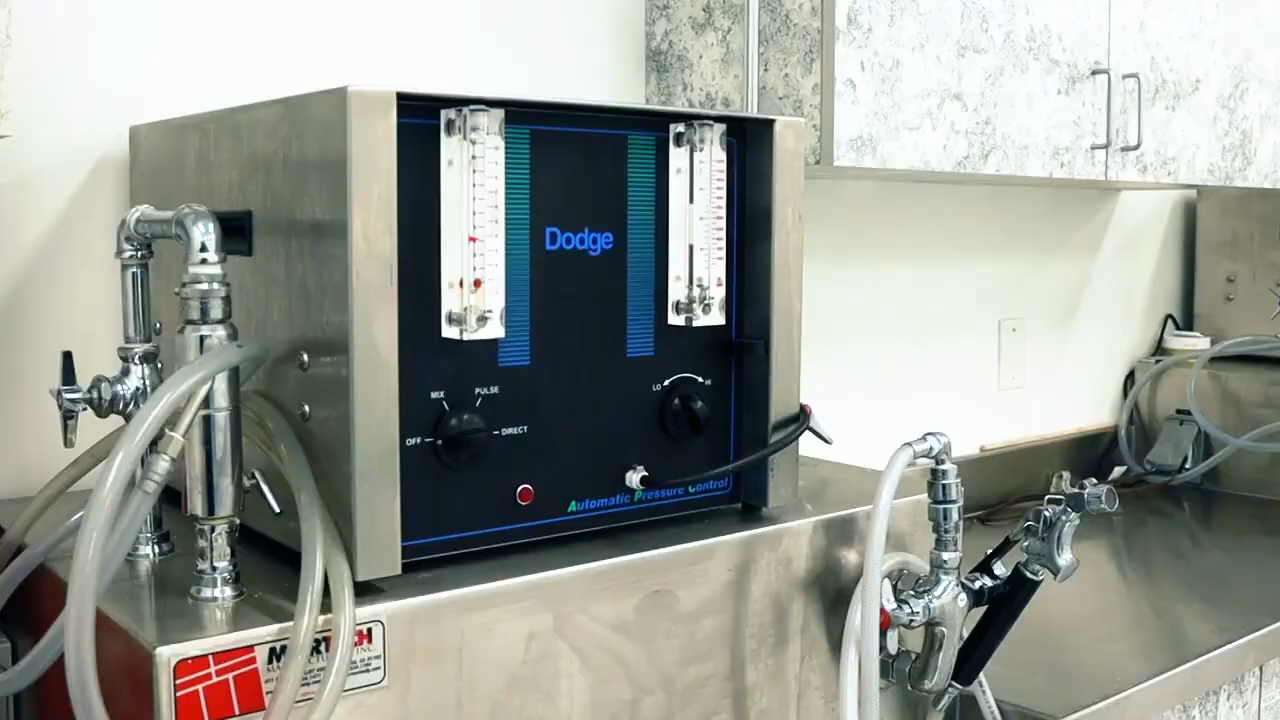 Dodge
MIX
PULSE
OFF
DIRECT
LO
HI
Automatic Pressure Control